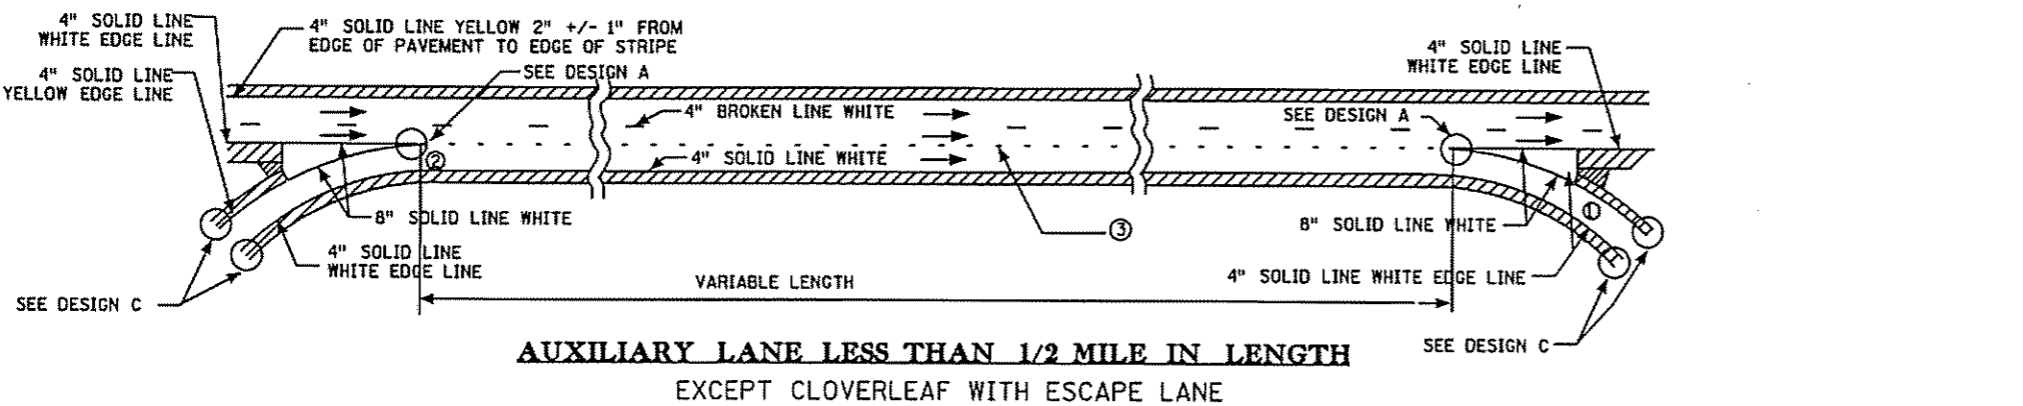 4" SOLID LINE
WHITE EDGE LINE
4" SOLID LINE YELLOW 2" +/- 1" FROM
EDGE OF PAVEMENT TO EDGE OF STRIPE
4" SOLID LINE
YELLOW EDGE LINE
SEE DESIGN A
4" SOLID LINE
WHITE EDGE LINE
4" BROKEN LINE WHITE
SEE DESIGN A
②
4" SOLID LINE WHITE
8" SOLID LINE WHITE
③
①
8" SOLID LINE WHITE
4" SOLID LINE
WHITE EDGE LINE
4" SOLID LINE WHITE EDGE LINE
VARIABLE LENGTH
SEE DESIGN C
SEE DESIGN C
AUXILIARY LANE LESS THAN 1/2 MILE IN LENGTH
EXCEPT CLOVERLEAF WITH ESCAPE LANE